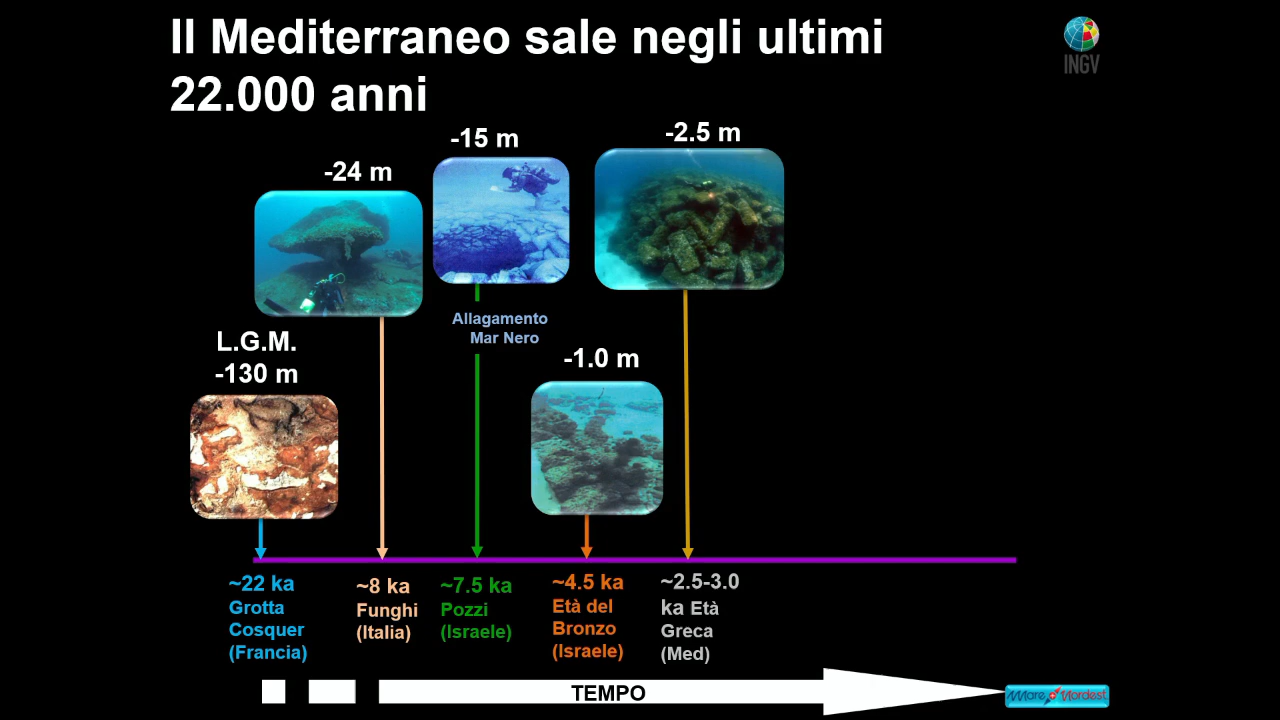 Il Mediterraneo sale negli ultimi
22.000 anni
INGV
-15 m
-2.5 m
-24 m
Allagamento
Mar Nero
L.G.M.
-130 m
-1.0 m
~22 ka
Grotta
Cosquer
(Francia)
~8 ka
Funghi
(Italia)
~7.5 ka
Pozzi
(Israele)
~4.5 ka
Età del
Bronzo
(Israele)
~2.5-3.0
ka Età
Greca
(Med)
TEMPO
Mare Nordest